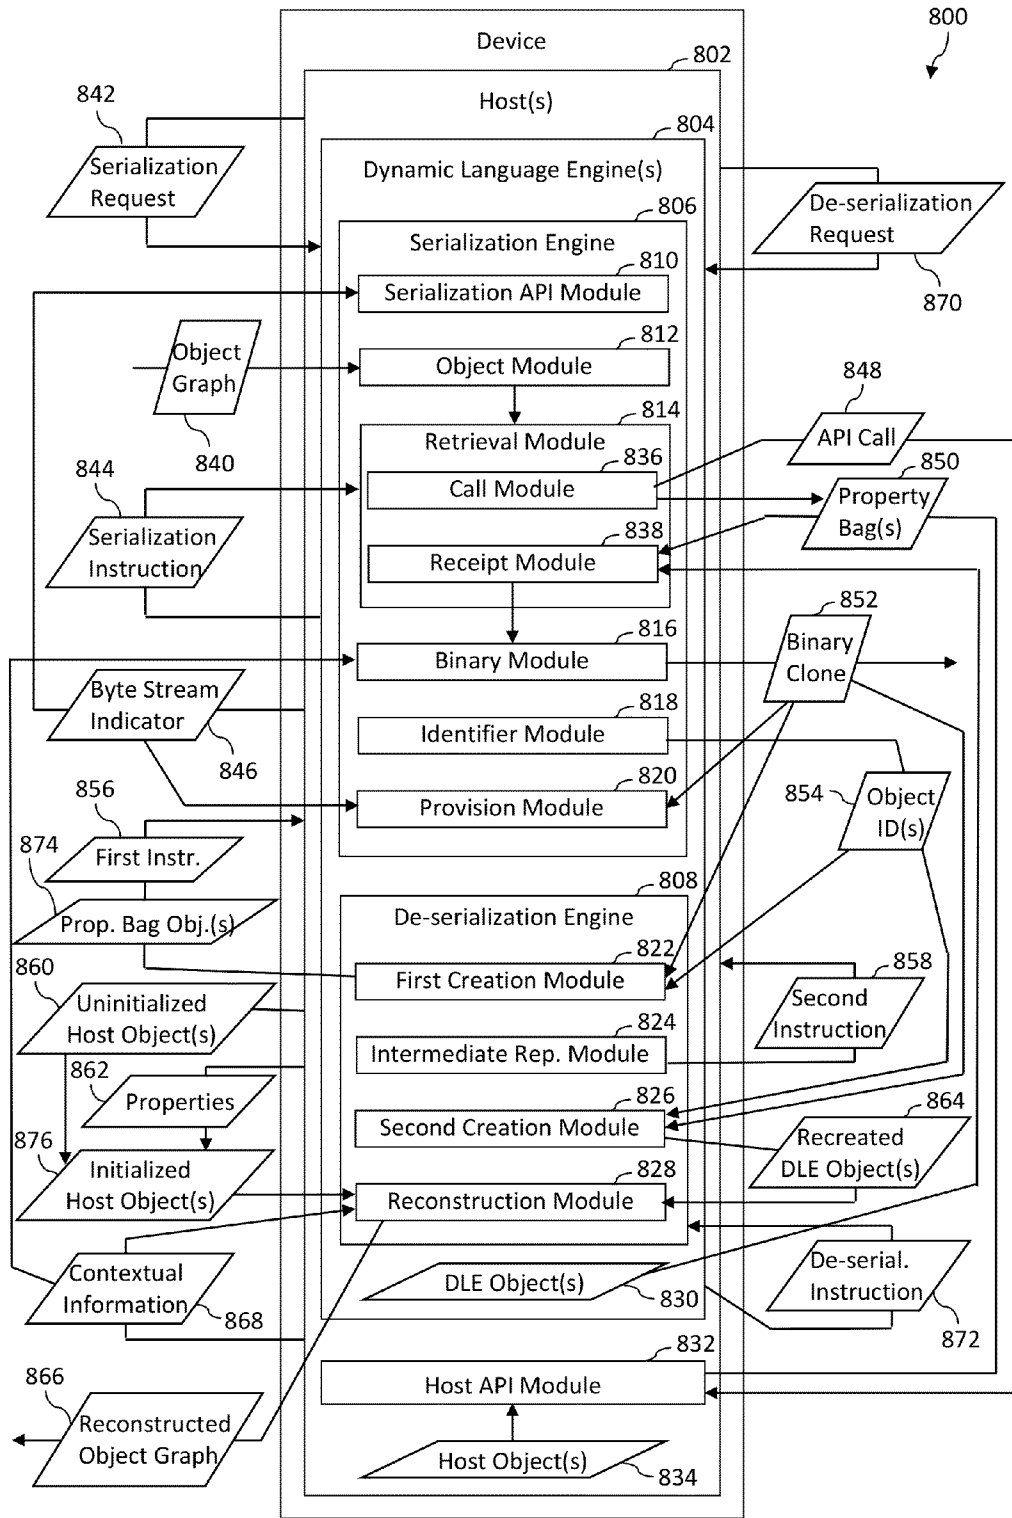 800
Device
802
Host(s)
842
Serialization
Request
804
Dynamic Language Engine(s)
De-serialization
Request
870
806
Serialization Engine
810
Serialization API Module
Object
Graph
840
812
Object Module
814
Retrieval Module
848
API Call
836
Call Module
844
Serialization
Instruction
850
Property
Bag(s)
838
Receipt Module
852
Binary
Clone
816
Binary Module
Byte Stream
Indicator
846
818
Identifier Module
854
Object
ID(s)
820
Provision Module
856
First Instr.
874
Prop. Bag Obj.(s)
808
De-serialization Engine
822
First Creation Module
858
Second
Instruction
860
Uninitialized
Host Object(s)
824
Intermediate Rep. Module
862
Properties
826
Second Creation Module
864
Recreated
DLE Object(s)
876
Initialized
Host Object(s)
828
Reconstruction Module
Contextual
Information
868
DLE Object(s)
830
De-serial.
Instruction
872
832
Host API Module
866
Reconstructed
Object Graph
Host Object(s)
834